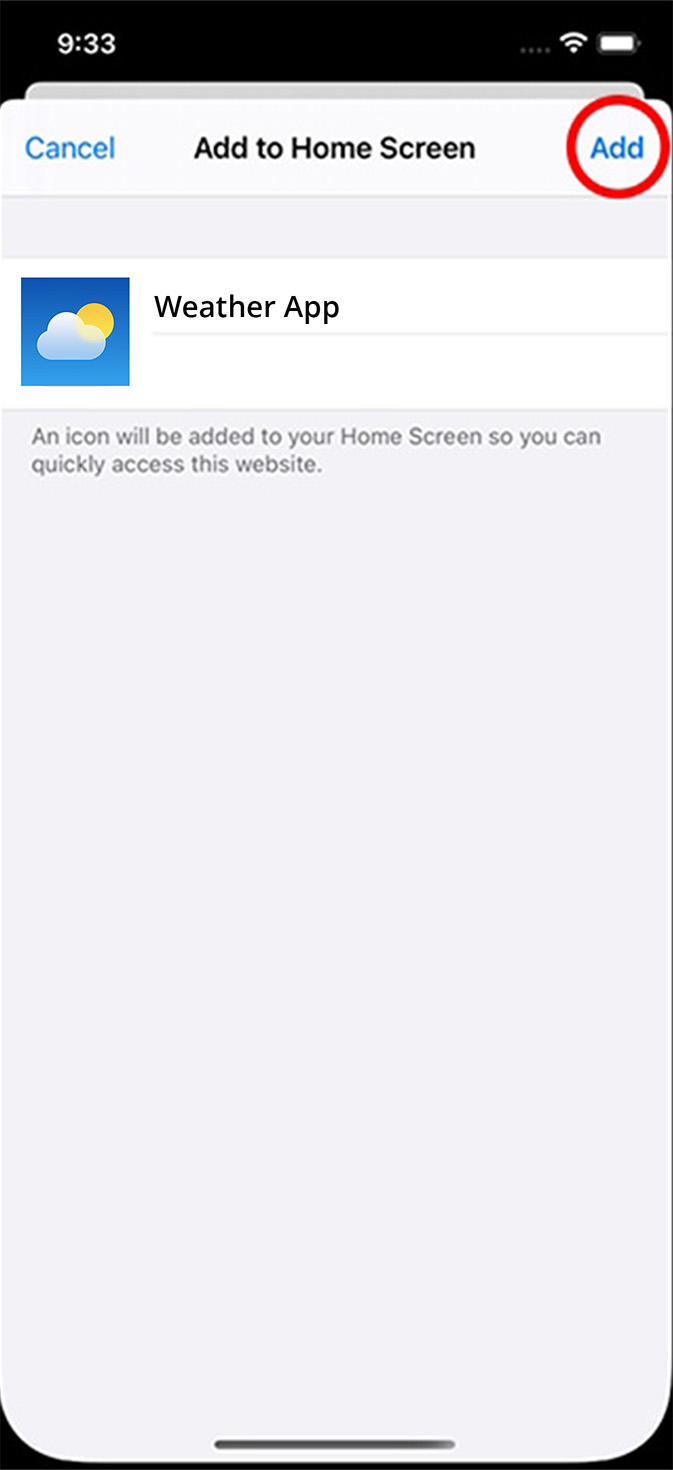 9:33
Cancel Add to Home Screen Add
Weather App
An icon will be added to your Home Screen so you can
quickly access this website.